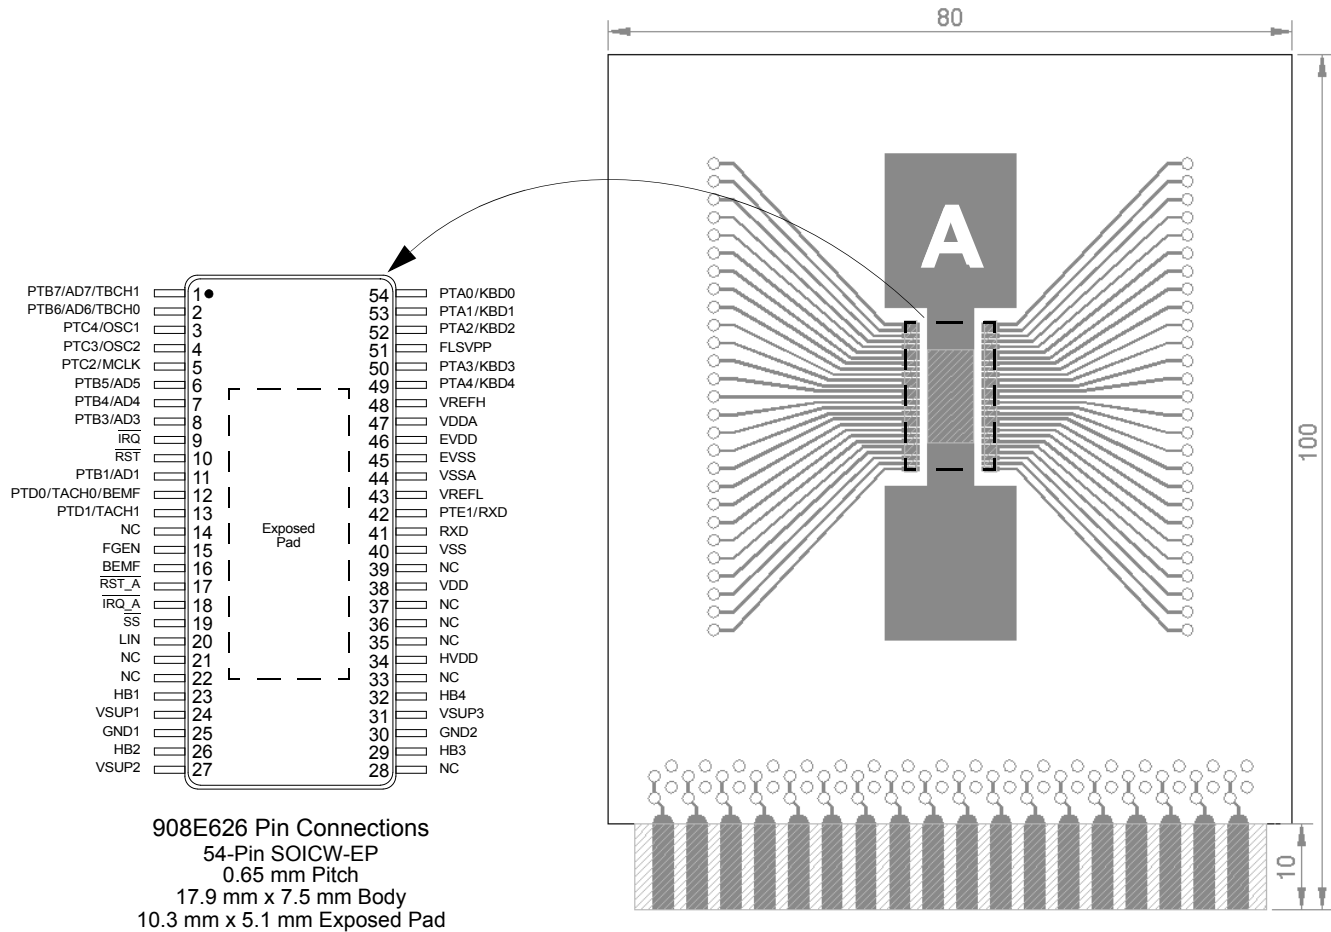 80
A
100
10
PTB7/AD7/TBCH1 1 54 PTA0/KBD0
PTB6/AD6/TBCH0 2 53 PTA1/KBD1
PTC4/OSC1 3 52 PTA2/KBD2
PTC3/OSC2 4 51 FLSVPP
PTC2/MCLK 5 50 PTA3/KBD3
PTB5/AD5 6 49 PTA4/KBD4
PTB4/AD4 7 48 VREFH
PTB3/AD3 8 47 VDDA
IRQ 9 46 EVDD
RST 10 45 EVSS
PTB1/AD1 11 44 VSSA
PTD0/TACH0/BEMF 12 43 VREFL
PTD1/TACH1 13 42 PTE1/RXD
NC 14 41 RXD
FGEN 15 40 VSS
BEMF 16 39 NC
RST_A 17 38 VDD
IRQ_A 18 37 NC
SS 19 36 NC
LIN 20 35 NC
NC 21 34 HVDD
NC 22 33 NC
HB1 23 32 HB4
VSUP1 24 31 VSUP3
GND1 25 30 GND2
HB2 26 29 HB3
VSUP2 27 28 NC
Exposed
Pad
908E626 Pin Connections
54-Pin SOICW-EP
0.65 mm Pitch
17.9 mm x 7.5 mm Body
10.3 mm x 5.1 mm Exposed Pad